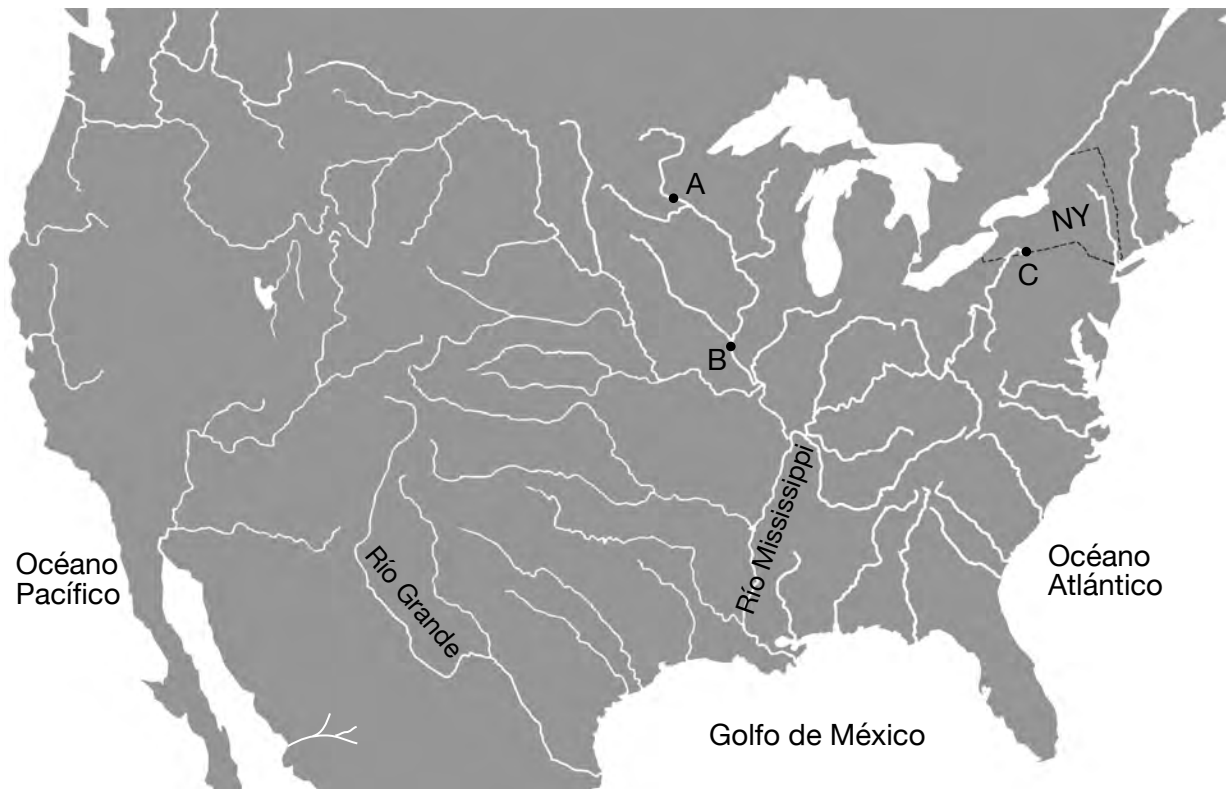 A
NY
C
B
Río Mississippi
Río Grande
Océano
Pacífico
Océano
Atlántico
Golfo de México